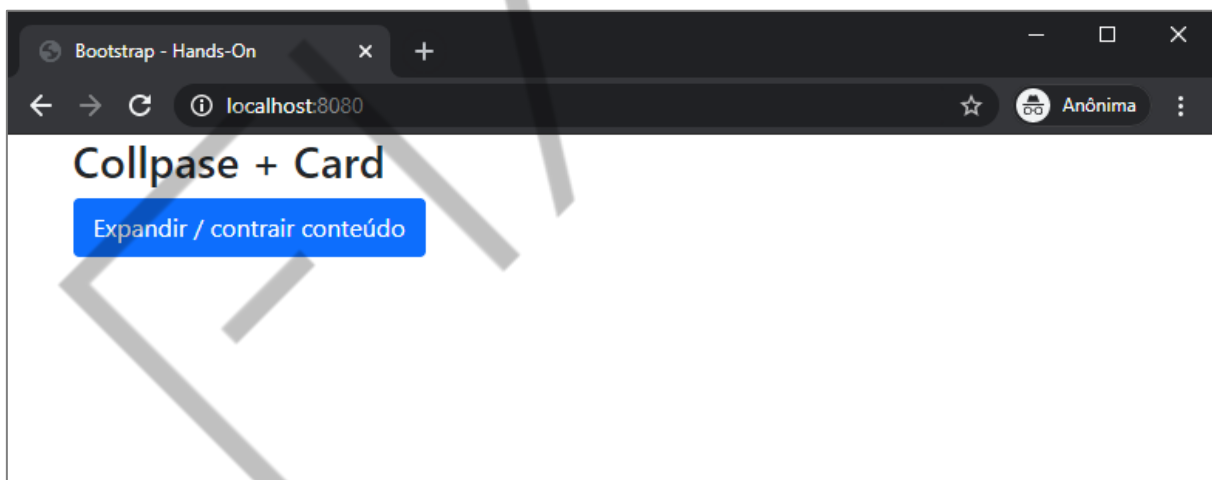 Bootstrap - Hands-On
localhost:8080
Anônima
Collpase + Card
Expandir / contrair conteúdo